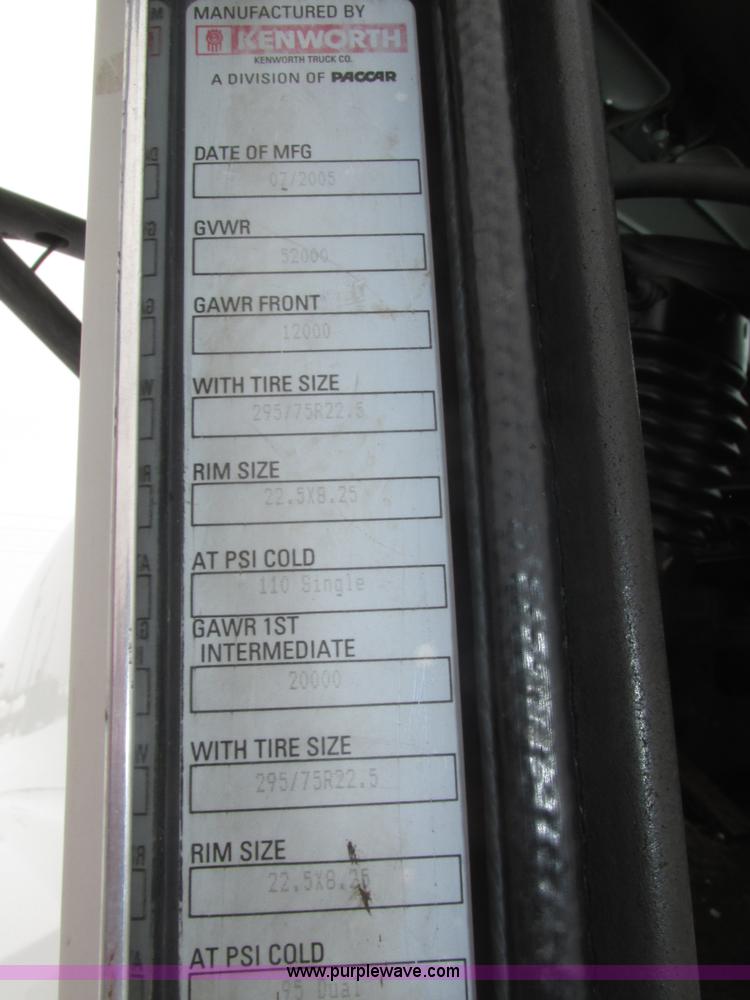 MANUFACTURED BY
KENWORTH
KENWORTH TRUCK CO.
A DIVISION OF PACCAR
DATE OF MFG
07/2005
GVWR
52000
GAWR FRONT
12000
WITH TIRE SIZE
295/75R22.5
RIM SIZE
22.5X8.25
AT PSI COLD
110 Single
GAWR 1ST
INTERMEDIATE
20000
WITH TIRE SIZE
295/75R22.5
RIM SIZE
22.5X8.25
AT PSI COLD
95 Dual
www.purplewave.com